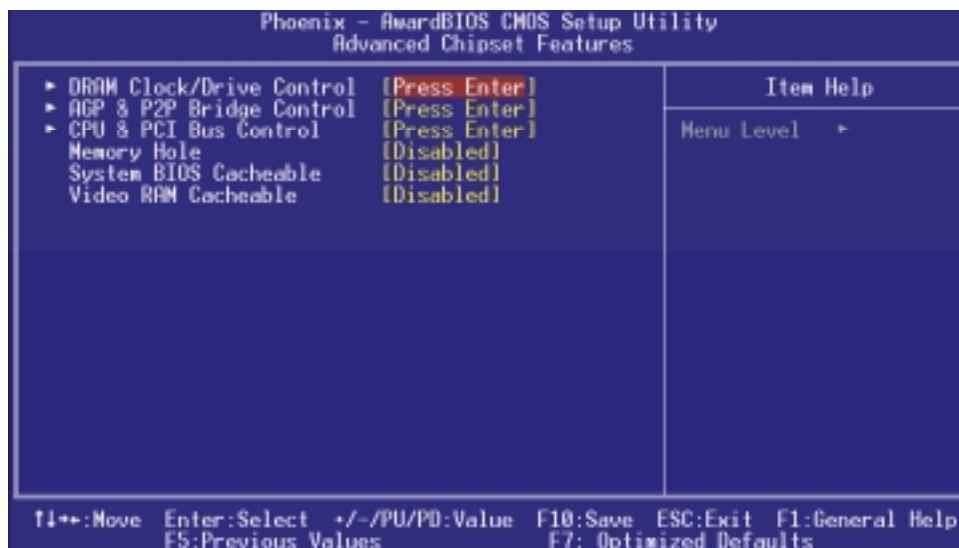 Phoenix - AwardBIOS CMOS Setup Utility
Advanced Chipset Features
► DRAM Clock/Drive Control [Press Enter]
► AGP & P2P Bridge Control [Press Enter]
► CPU & PCI Bus Control [Press Enter]
Memory Hole [Disabled]
System BIOS Cacheable [Disabled]
Video RAM Cacheable [Disabled]
Item Help
Menu Level ►
↑↓→←:Move Enter:Select +/-/PU/PD:Value F10:Save ESC:Exit F1:General Help
F5:Previous Values F7: Optimized Defaults